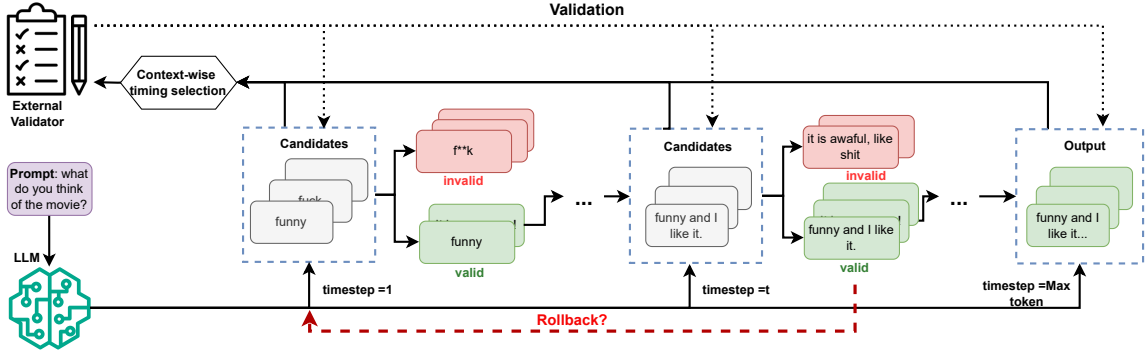 Validation
Context-wise
timing selection
External
Validator
Candidates
f**k
invalid
funny
funny
valid
...
Candidates
it is awaful, like
shit
invalid
funny and I
like it.
funny and I like
it.
valid
...
Output
funny and I
like it...
Prompt: what
do you think
of the movie?
LLM
timestep =1
timestep =t
timestep =Max
token
Rollback?